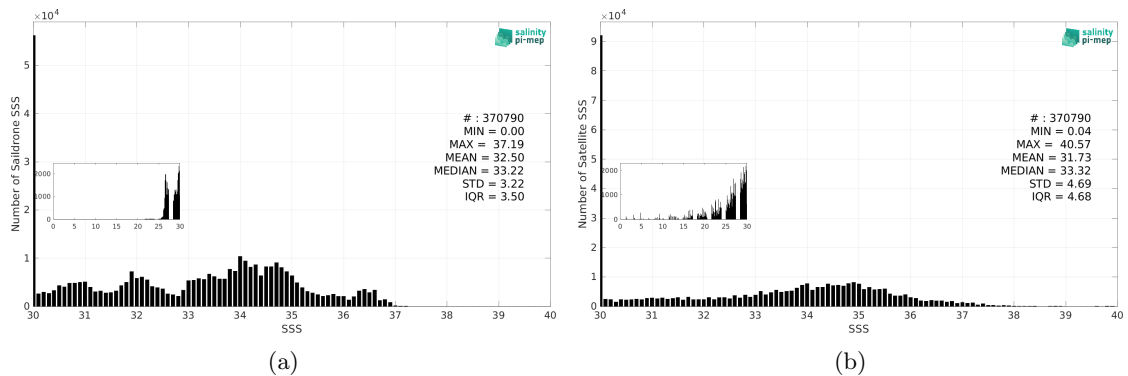 ×10⁴
salinity
pi-mep
Number of Saildrone SSS
5
4
3
2
1
0
# : 370790
MIN = 0.00
MAX = 37.19
MEAN = 32.50
MEDIAN = 33.22
STD = 3.22
IQR = 3.50
2000
1000
0
0 5 10 15 20 25 30
30 31 32 33 34 35 36 37 38 39 40
SSS
(a)
×10⁴
salinity
pi-mep
Number of Satellite SSS
9
8
7
6
5
4
3
2
1
0
# : 370790
MIN = 0.04
MAX = 40.57
MEAN = 31.73
MEDIAN = 33.32
STD = 4.69
IQR = 4.68
2000
1000
0
0 5 10 15 20 25 30
30 31 32 33 34 35 36 37 38 39 40
SSS
(b)